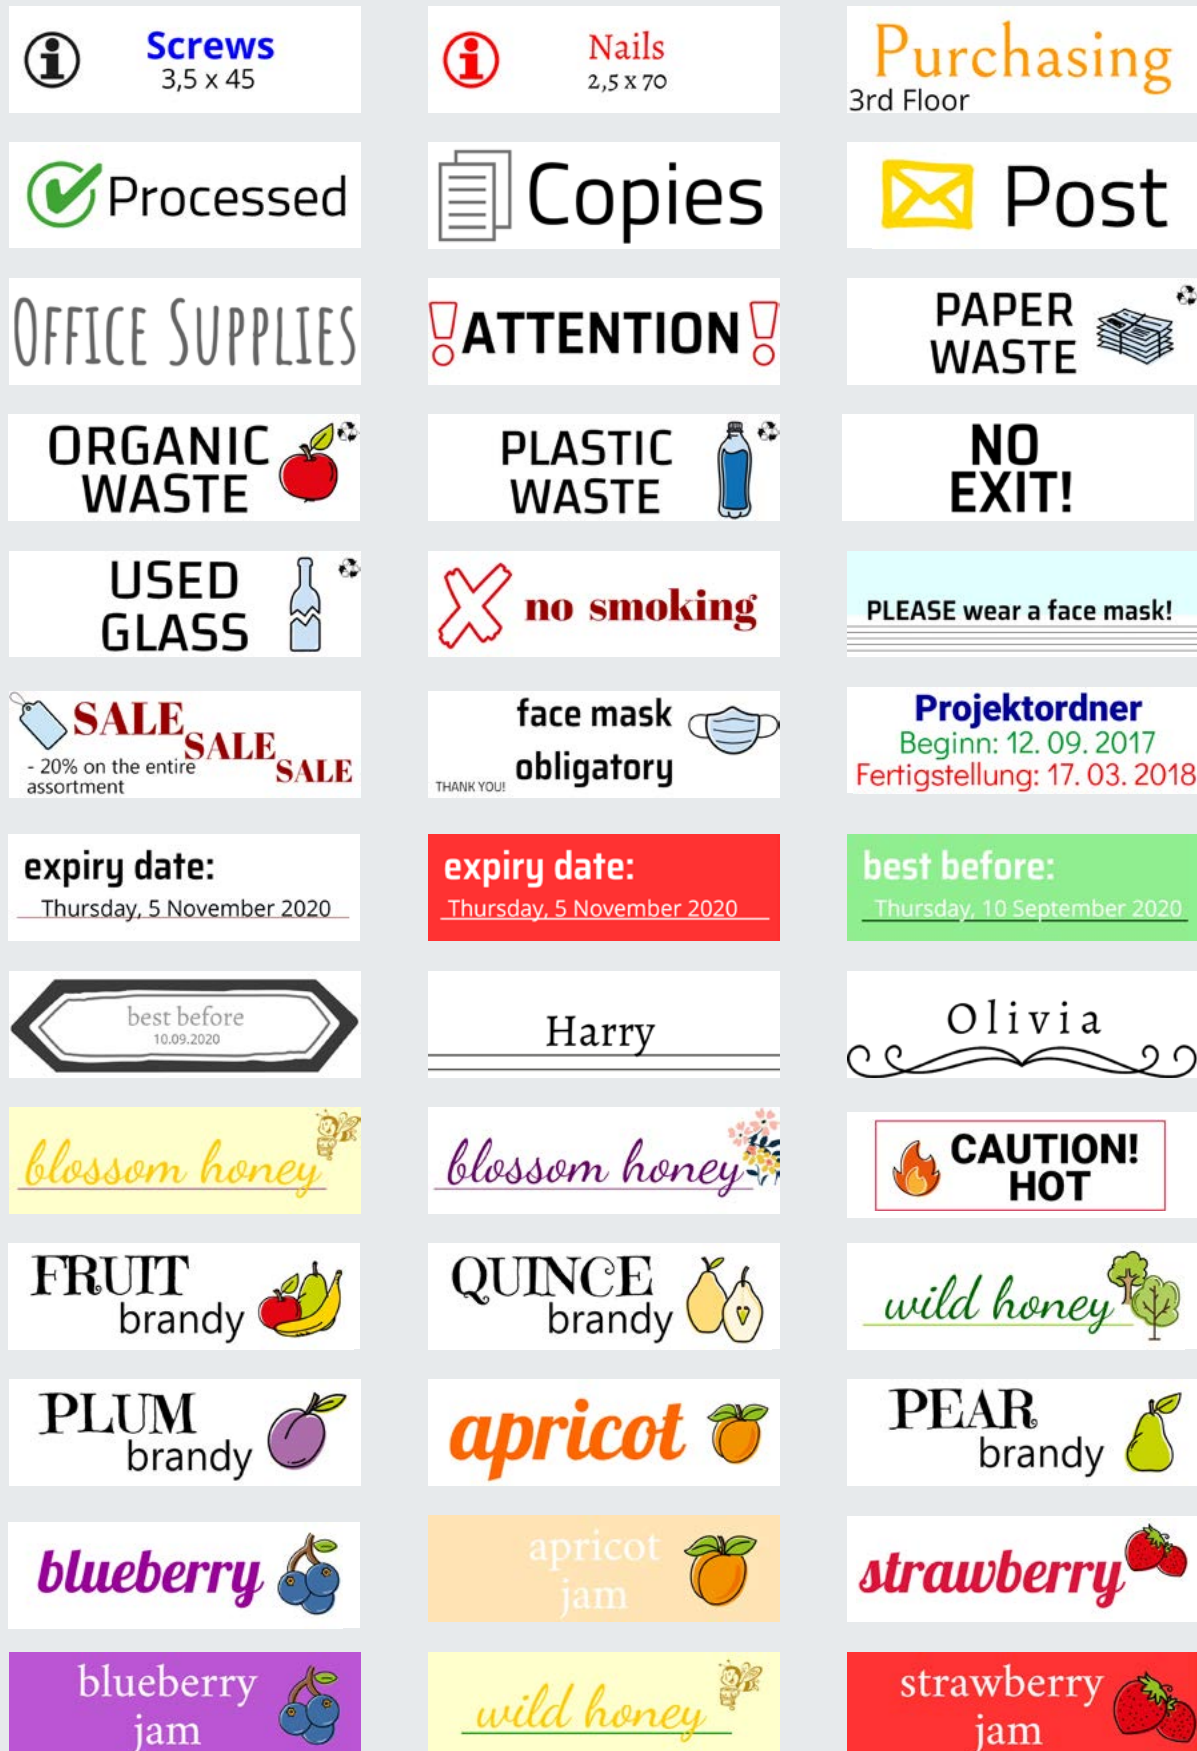 Screws
3,5 x 45
Nails
2,5 x 70
Purchasing
3rd Floor
Processed
Copies
Post
OFFICE SUPPLIES
ATTENTION
PAPER
WASTE
ORGANIC
WASTE
PLASTIC
WASTE
NO
EXIT!
USED
GLASS
no smoking
PLEASE wear a face mask!
SALE
SALE
SALE
- 20% on the entire
assortment
face mask
obligatory
THANK YOU!
Projektordner
Beginn: 12. 09. 2017
Fertigstellung: 17. 03. 2018
expiry date:
Thursday, 5 November 2020
expiry date:
Thursday, 5 November 2020
best before:
Thursday, 10 September 2020
best before
10.09.2020
Harry
Olivia
blossom honey
blossom honey
CAUTION!
HOT
FRUIT
brandy
QUINCE
brandy
wild honey
PLUM
brandy
apricot
PEAR
brandy
blueberry
apricot
jam
strawberry
blueberry
jam
wild honey
strawberry
jam